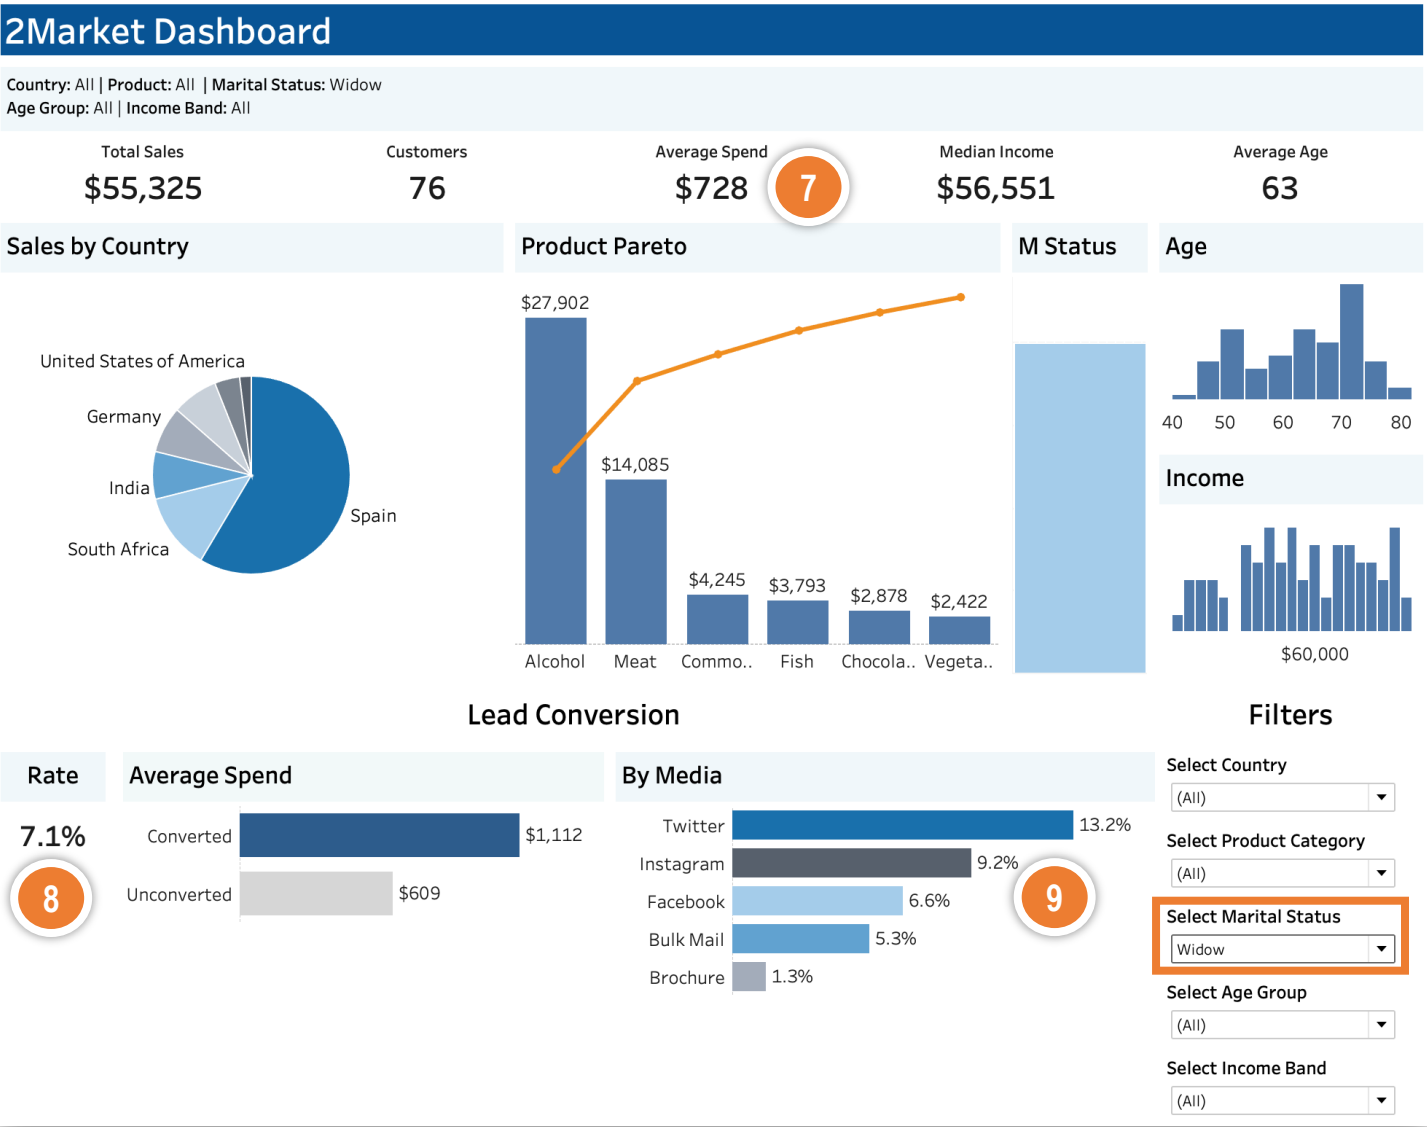 2Market Dashboard
Country: All | Product: All | Marital Status: Widow
Age Group: All | Income Band: All
Total Sales
$55,325
Customers
76
Average Spend
$728
7
Median Income
$56,551
Average Age
63
Sales by Country
United States of America
Germany
India
South Africa
Spain
Product Pareto
$27,902
$14,085
$4,245
$3,793
$2,878
$2,422
Alcohol Meat Commo.. Fish Chocola.. Vegeta..
M Status
Age
40 50 60 70 80
Income
$60,000
Lead Conversion
Rate
7.1%
8
Average Spend
Converted $1,112
Unconverted $609
By Media
Twitter 13.2%
Instagram 9.2%
Facebook 6.6%
Bulk Mail 5.3%
Brochure 1.3%
9
Filters
Select Country
(All)
Select Product Category
(All)
Select Marital Status
Widow
Select Age Group
(All)
Select Income Band
(All)